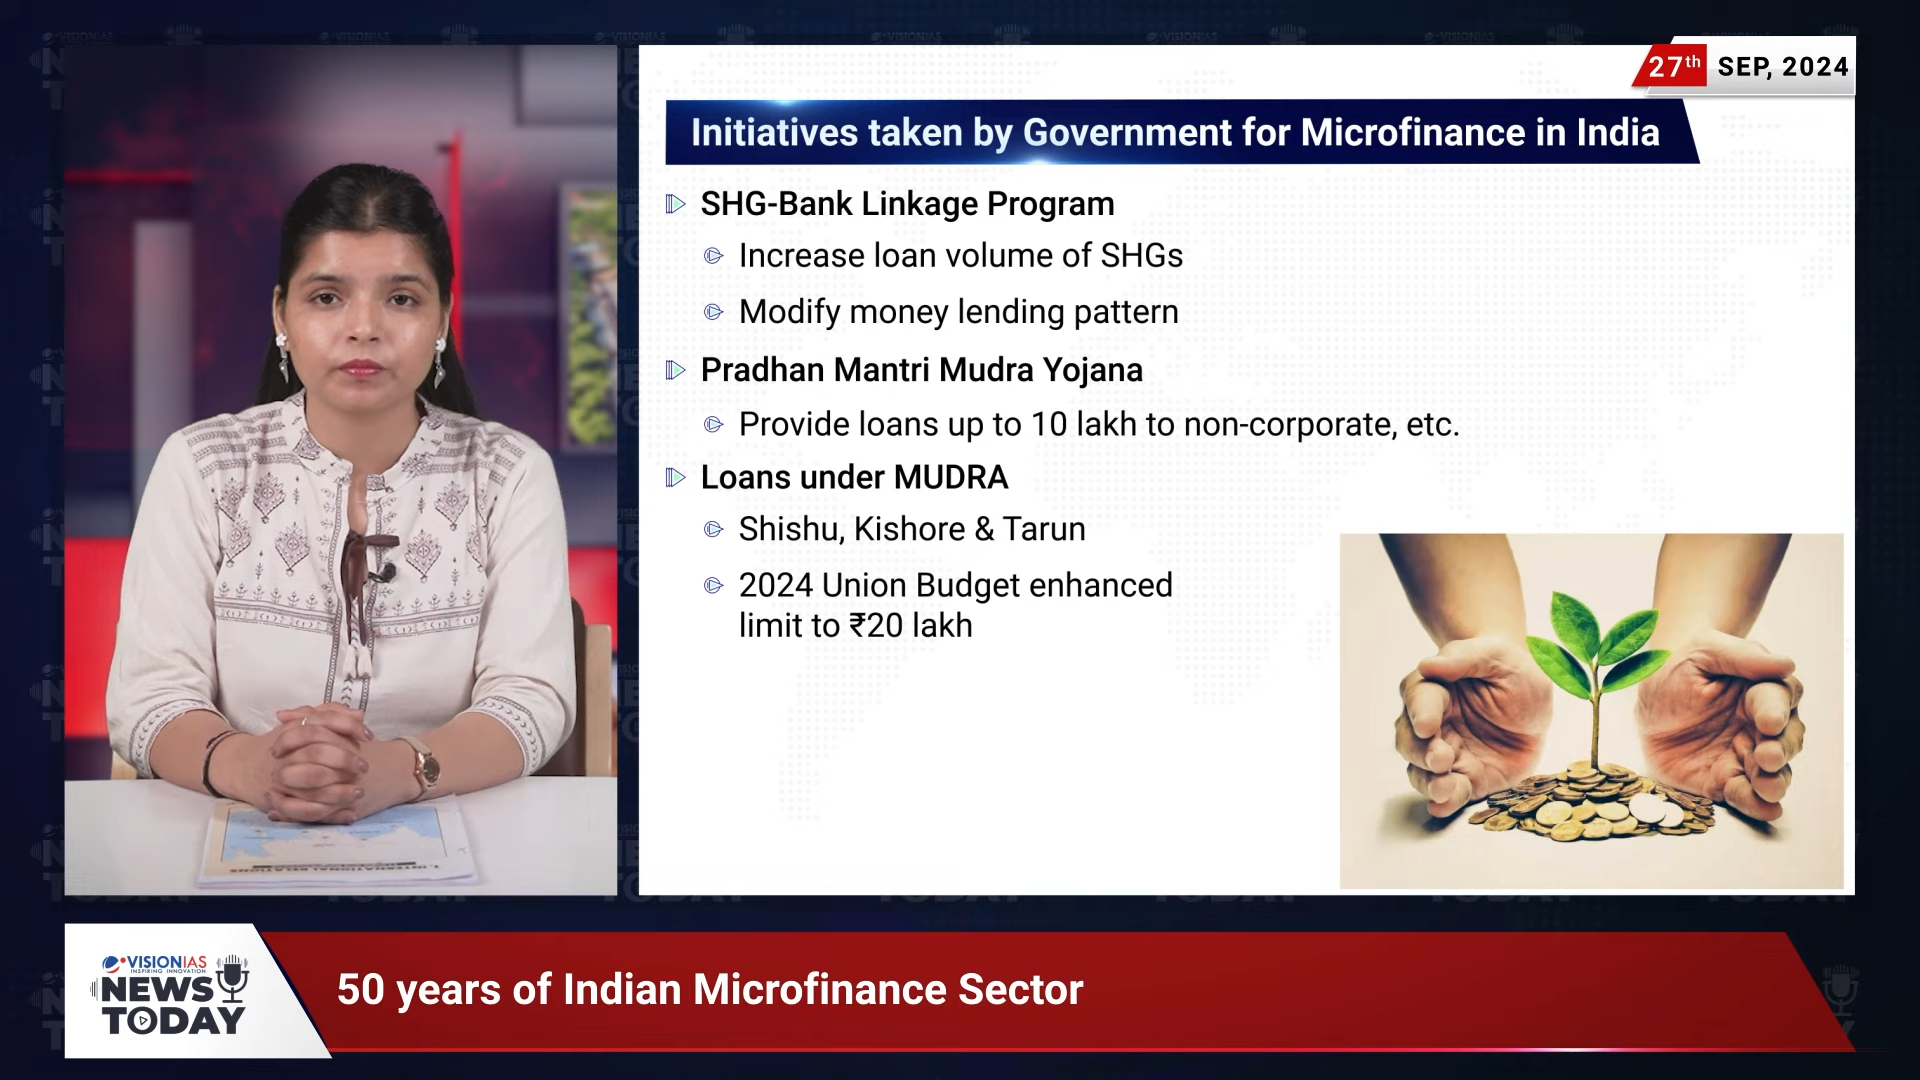 27th SEP, 2024
Initiatives taken by Government for Microfinance in India
SHG-Bank Linkage Program
Increase loan volume of SHGs
Modify money lending pattern
Pradhan Mantri Mudra Yojana
Provide loans up to 10 lakh to non-corporate, etc.
Loans under MUDRA
Shishu, Kishore & Tarun
2024 Union Budget enhanced
limit to ₹20 lakh
VISIONIAS
INSPIRING INNOVATION
NEWS
TODAY
50 years of Indian Microfinance Sector